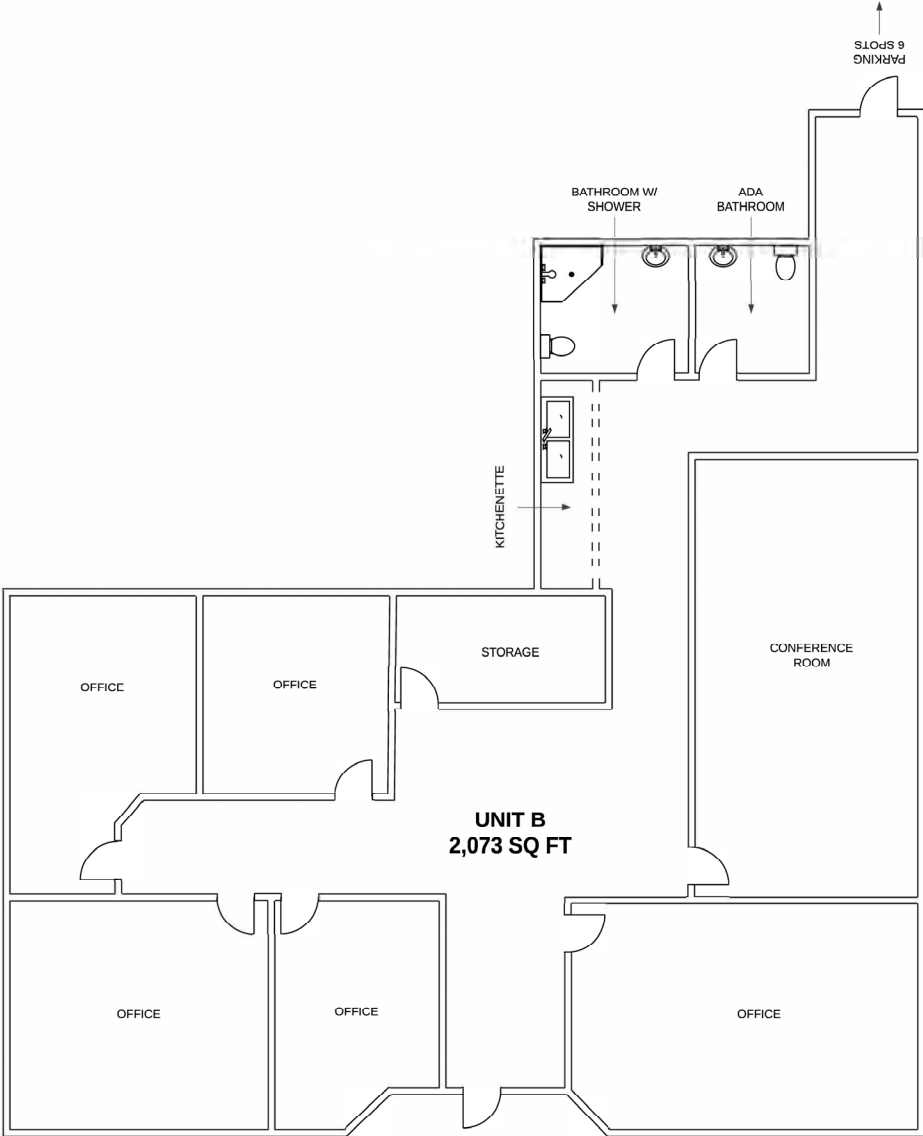 PARKING
6 SPOTS
BATHROOM W/
SHOWER
ADA
BATHROOM
KITCHENETTE
STORAGE
CONFERENCE
ROOM
OFFICE
OFFICE
UNIT B
2,073 SQ FT
OFFICE
OFFICE
OFFICE